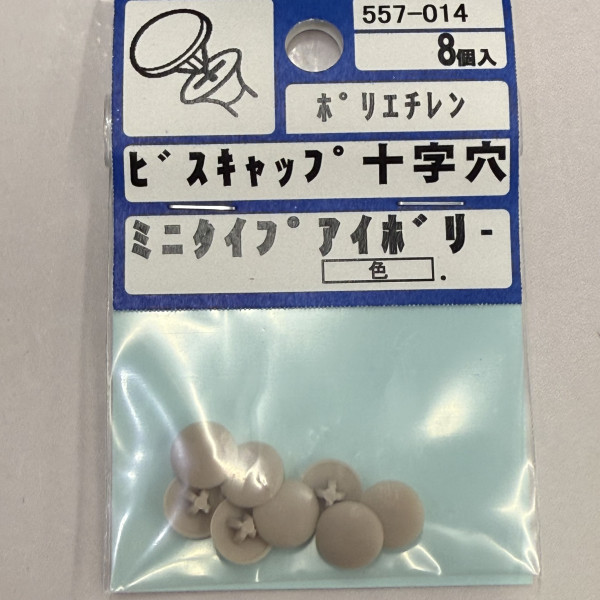 557-014
8個入
ポリエチレン
ビスキャップ十字穴
ミニタイプアイボリー
色